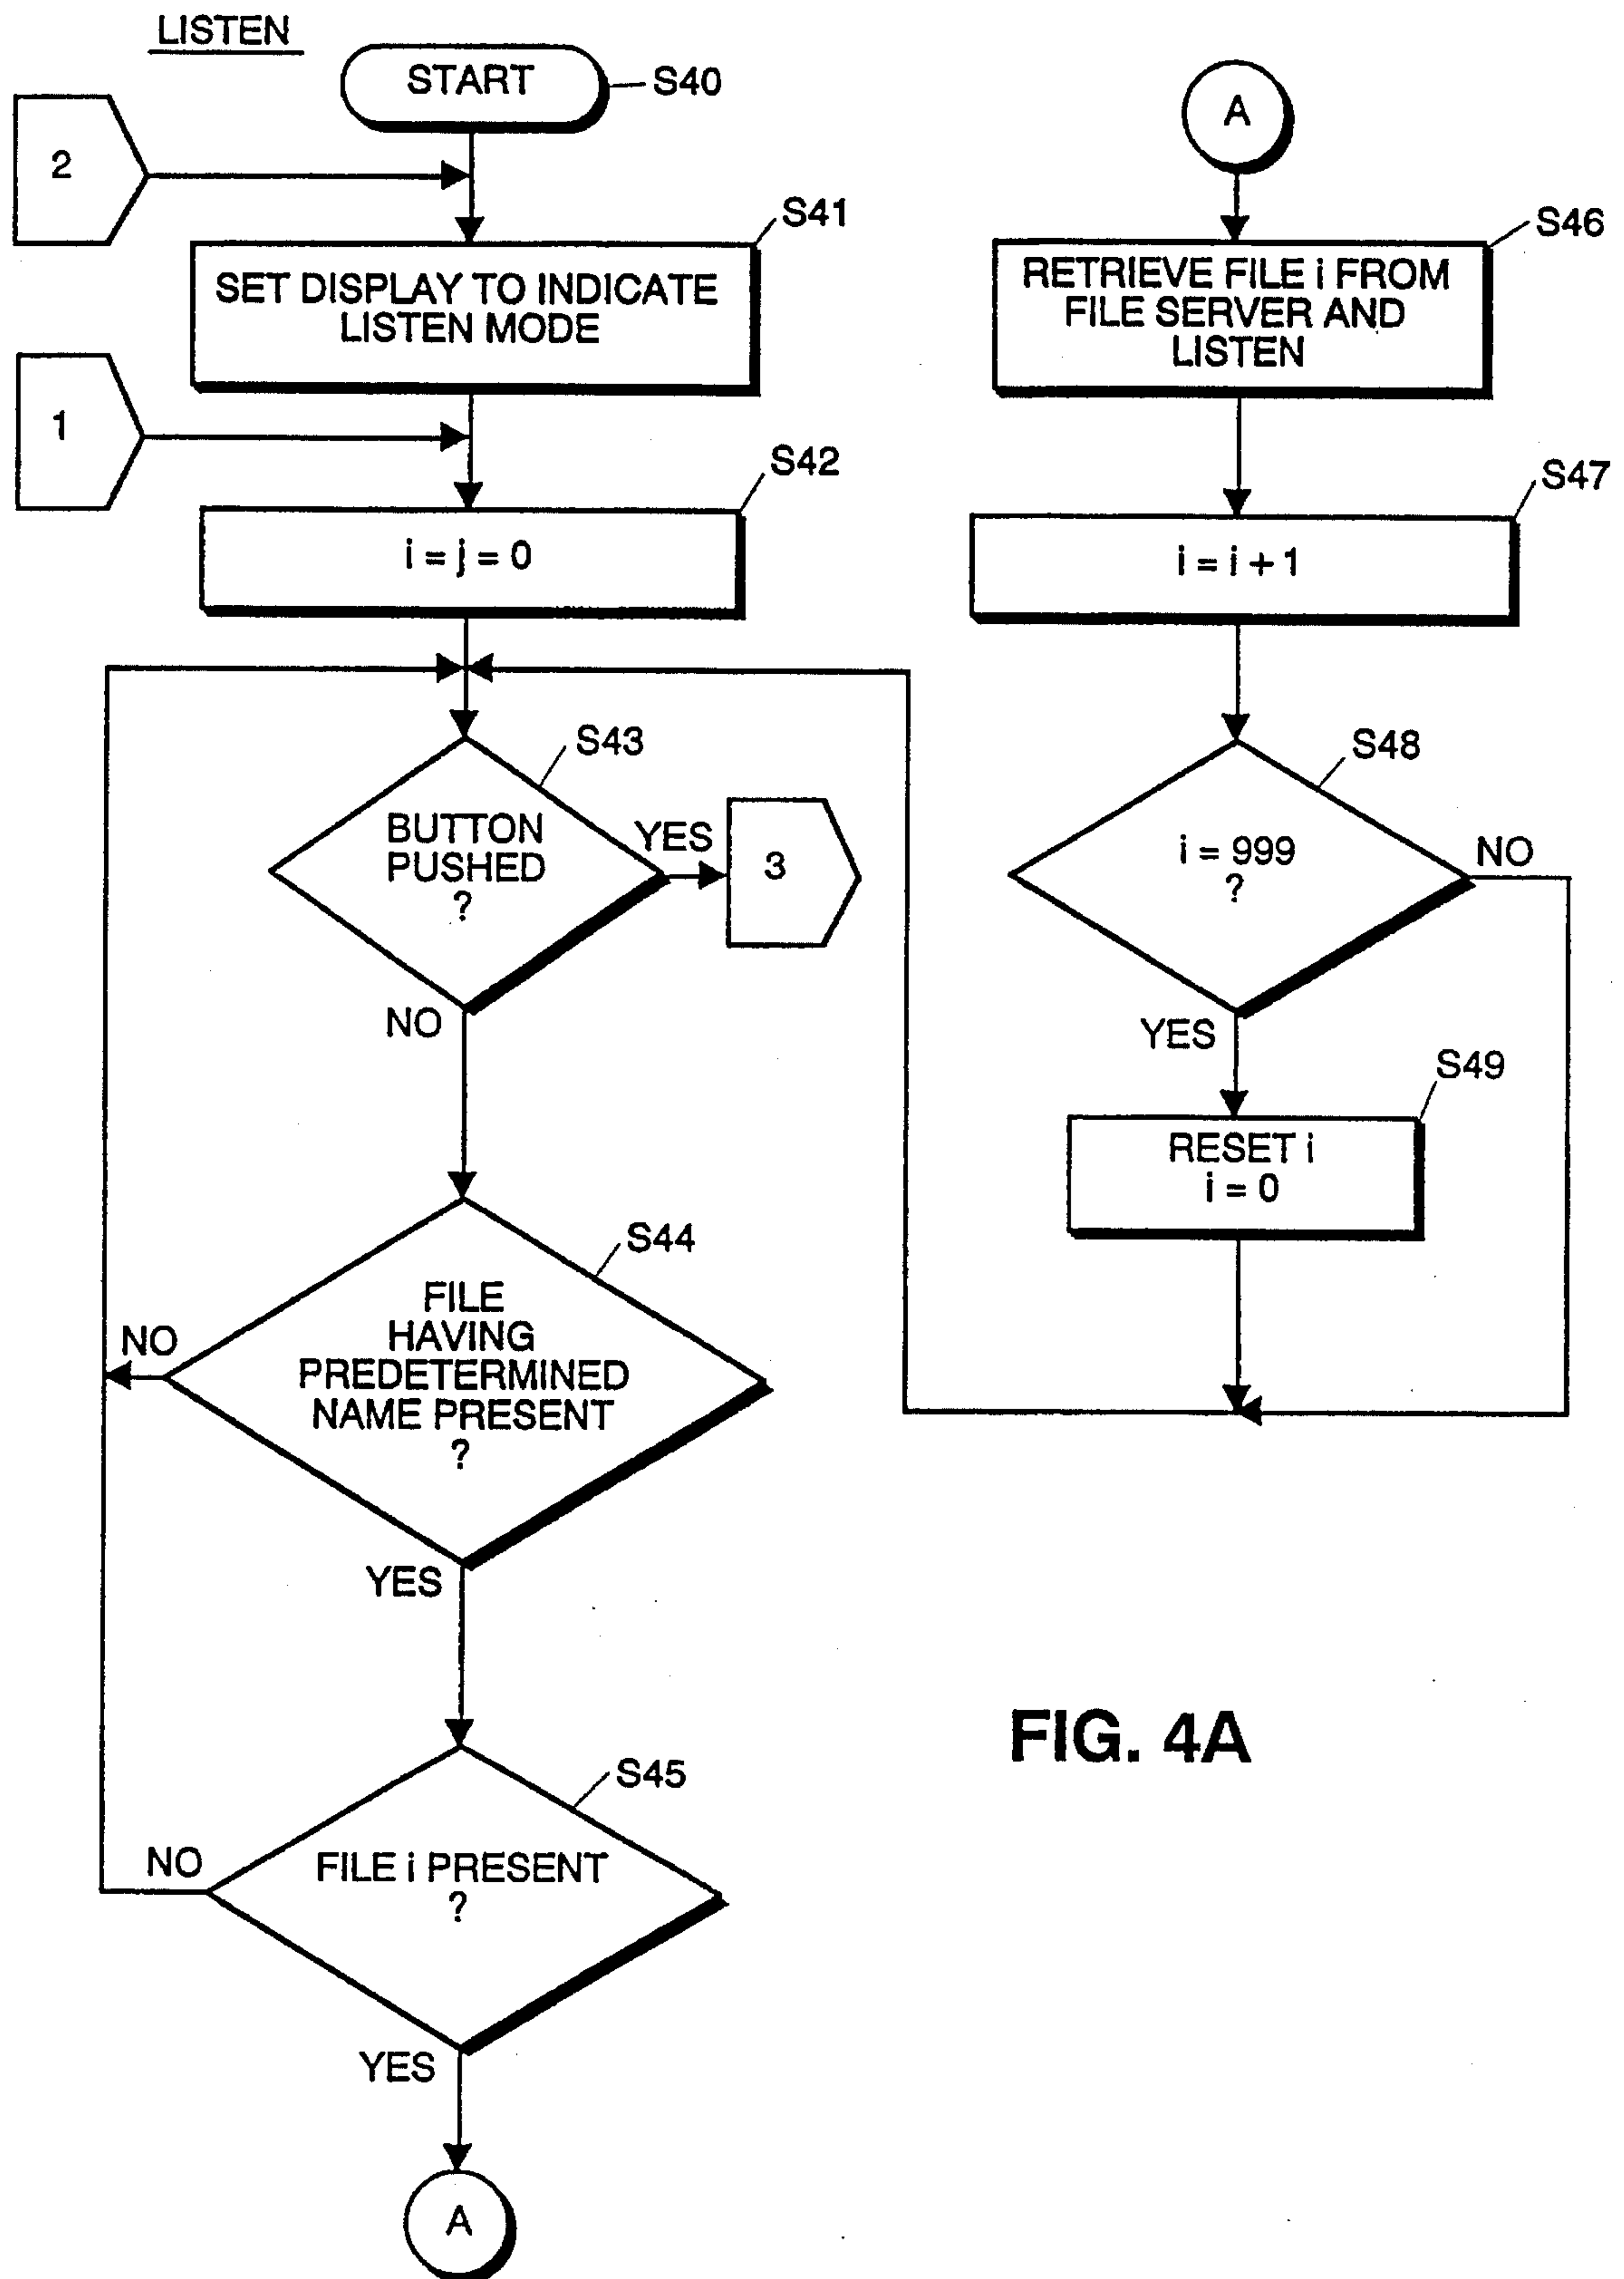 LISTEN
START
S40
2
S41
SET DISPLAY TO INDICATE
LISTEN MODE
1
S42
i = j = 0
S43
BUTTON
PUSHED
?
YES
3
NO
S44
FILE
HAVING
PREDETERMINED
NAME PRESENT
?
NO
YES
S45
FILE i PRESENT
?
NO
YES
A
A
S46
RETRIEVE FILE i FROM
FILE SERVER AND
LISTEN
S47
i = i + 1
S48
i = 999
?
NO
YES
S49
RESET i
i = 0
FIG. 4A